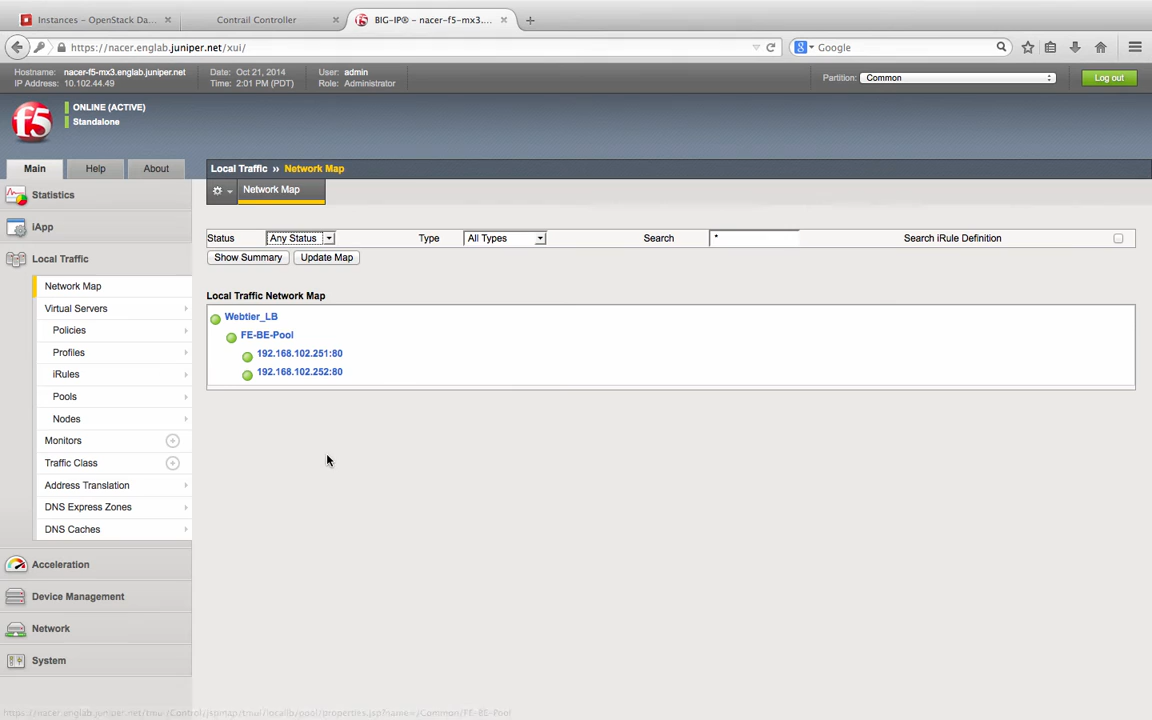 Instances - OpenStack Da... × Contrail Controller × BIG-IP® – nacer-f5-mx3.... × +
https://nacer.englab.juniper.net/xui/ Google
Hostname: nacer-f5-mx3.englab.juniper.net Date: Oct 21, 2014 User: admin
IP Address: 10.102.44.49 Time: 2:01 PM (PDT) Role: Administrator
Partition: Common Log out
f5 ONLINE (ACTIVE)
Standalone
Main Help About
Local Traffic ›› Network Map
Network Map
Statistics
iApp
Local Traffic
Network Map
Virtual Servers
Policies
Profiles
iRules
Pools
Nodes
Monitors
Traffic Class
Address Translation
DNS Express Zones
DNS Caches
Acceleration
Device Management
Network
System
Status Any Status Type All Types Search * Search iRule Definition
Show Summary Update Map
Local Traffic Network Map
Webtier_LB
FE-BE-Pool
192.168.102.251:80
192.168.102.252:80